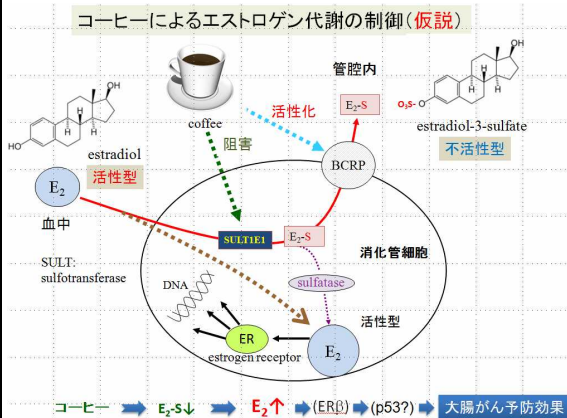 コーヒーによるエストロゲン代謝の制御(仮説)
管腔内
OH
OH
E₂-S
O₃S-O
H
H
H
H
H
H
HO
coffee
活性化
estradiol-3-sulfate
不活性型
estradiol
活性型
阻害
BCRP
E₂
血中
SULT1E1
E₂-S
消化管細胞
SULT:
sulfotransferase
DNA
sulfatase
活性型
ER
estrogen receptor
E₂
コーヒー E₂-S↓ E₂↑ (ERβ) (p53?) 大腸がん予防効果